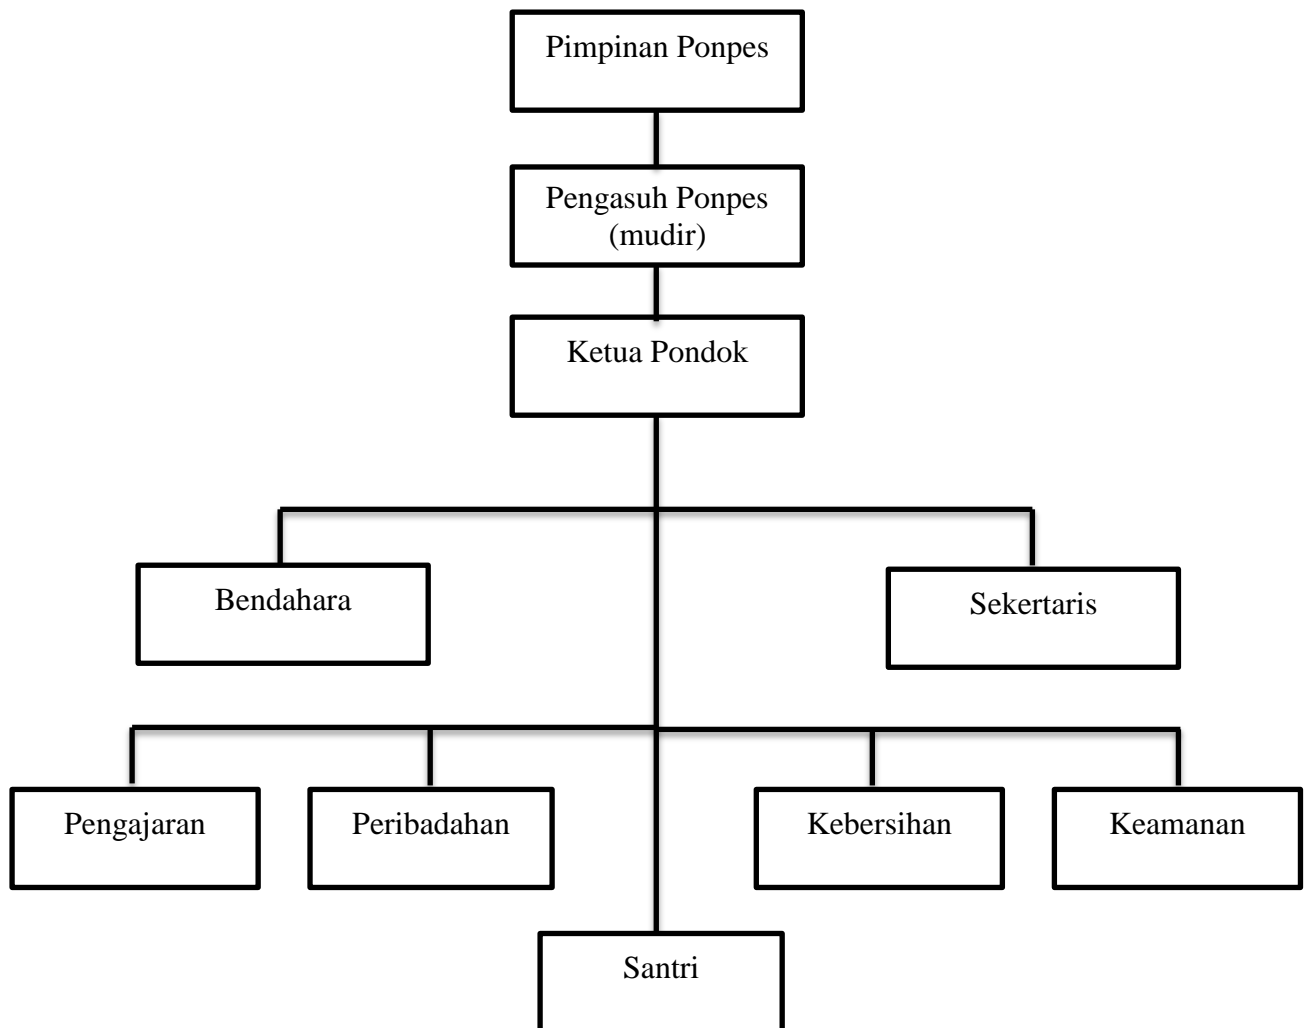 Pimpinan Ponpes
Pengasuh Ponpes
(mudir)
Ketua Pondok
Bendahara
Sekertaris
Pengajaran
Peribadahan
Kebersihan
Keamanan
Santri